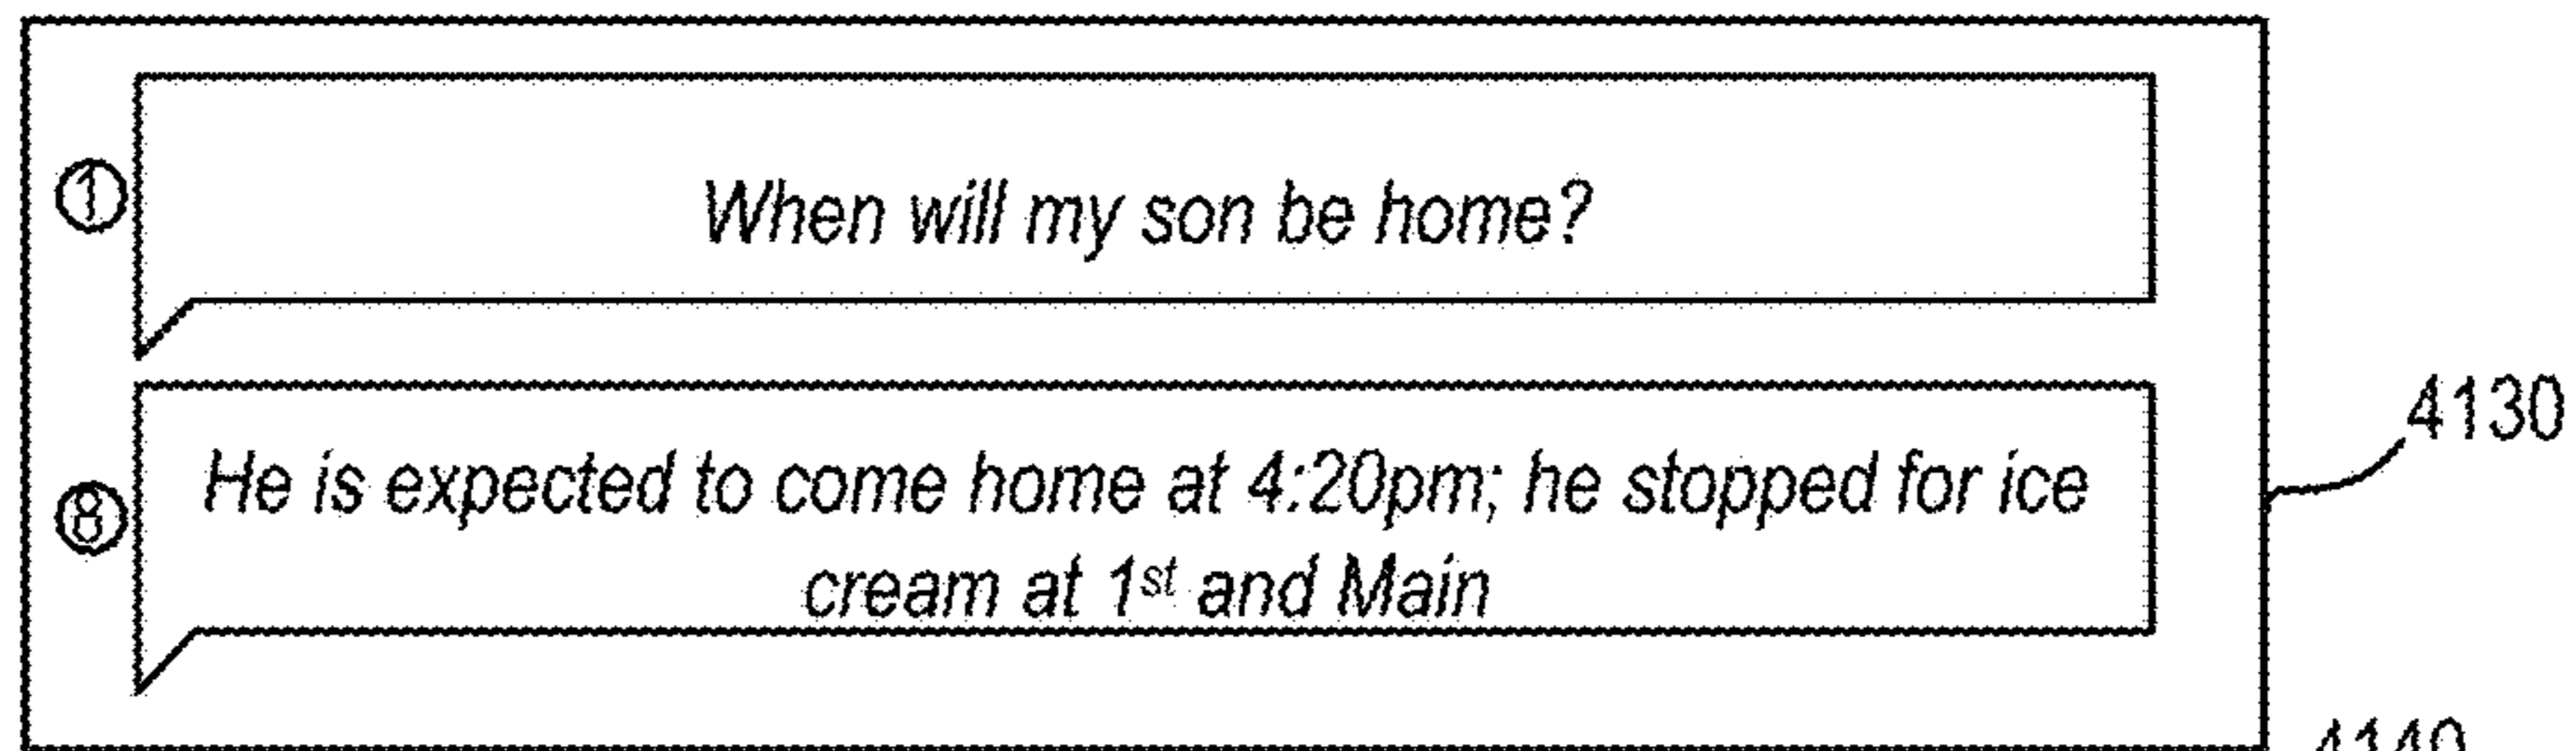 ① When will my son be home?
4130
⑧ He is expected to come home at 4:20pm; he stopped for ice
cream at 1st and Main
4140